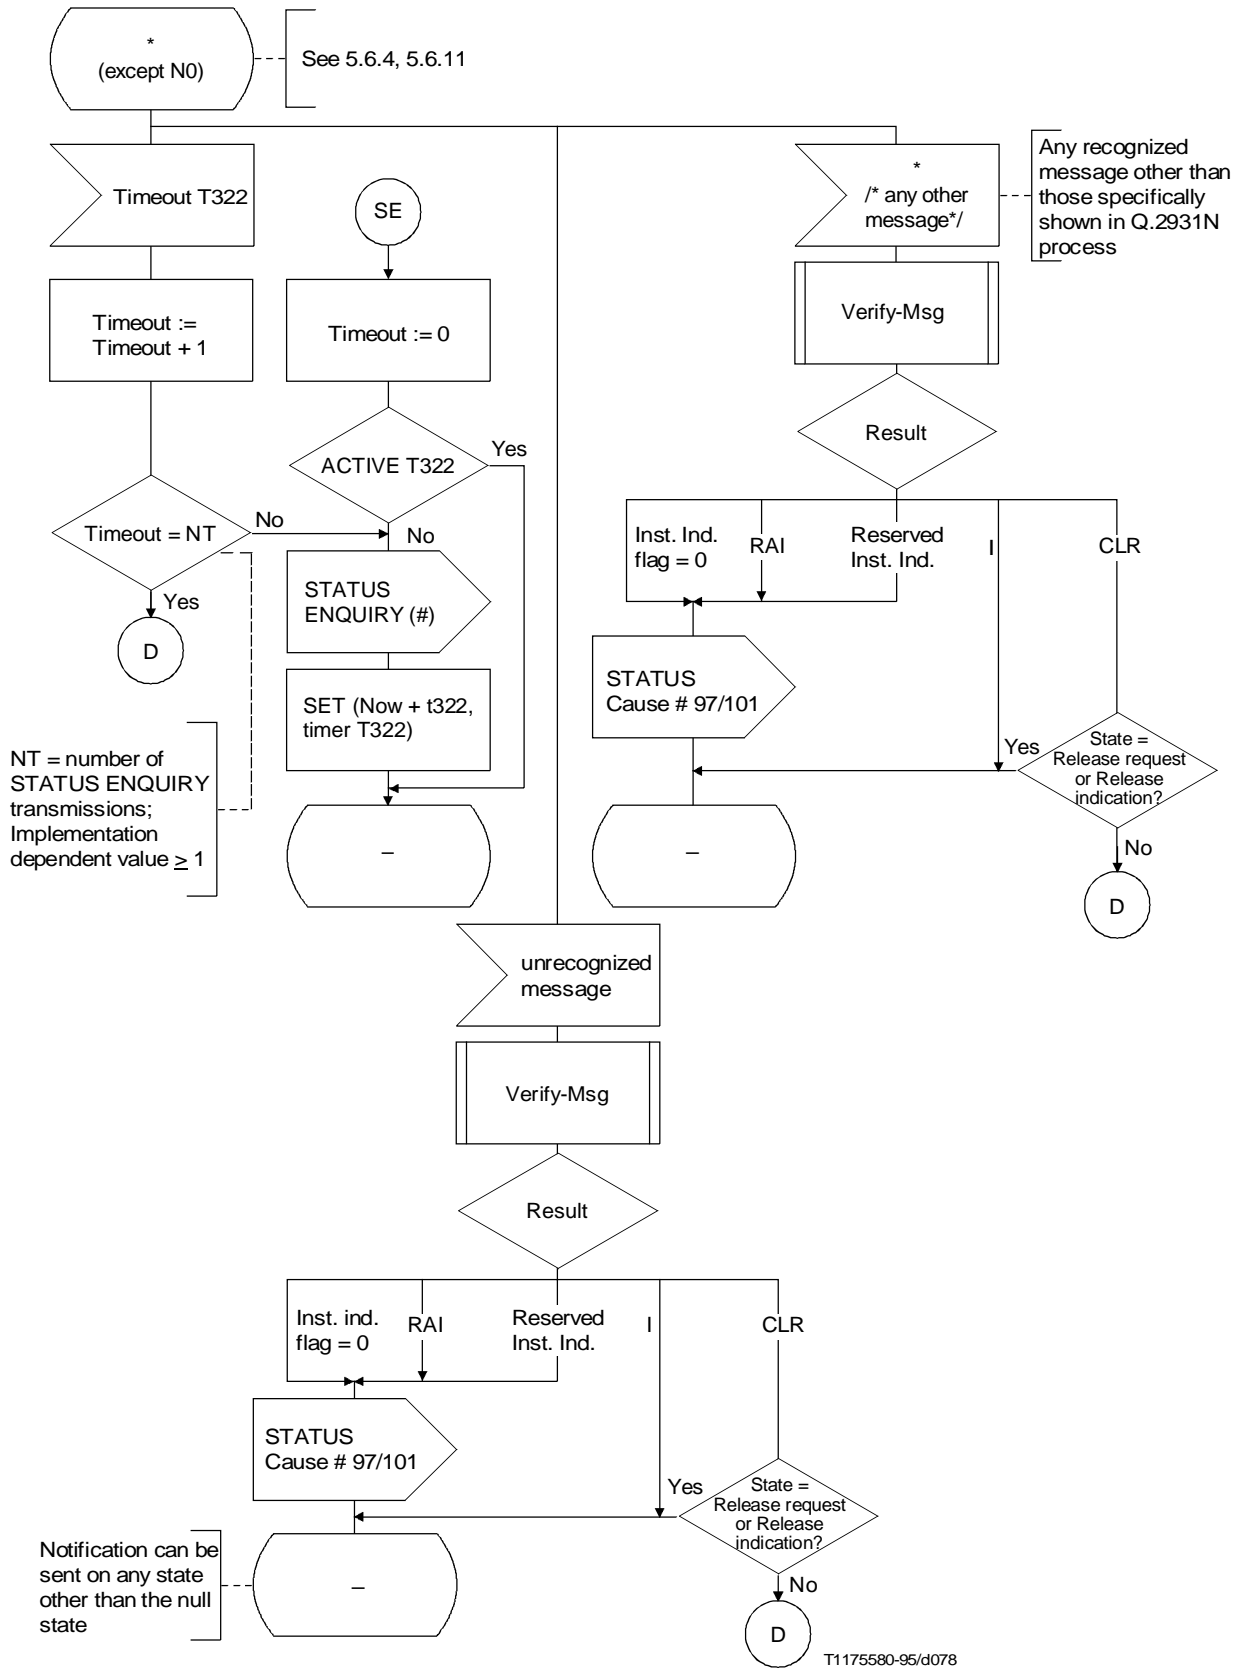 *
(except N0)
See 5.6.4, 5.6.11
Timeout T322
SE
*
/* any other
message*/
Any recognized
message other than
those specifically
shown in Q.2931N
process
Timeout :=
Timeout + 1
Timeout := 0
Verify-Msg
Result
ACTIVE T322
Yes
Timeout = NT
No
No
Yes
D
STATUS
ENQUIRY (#)
SET (Now + t322,
timer T322)
–
NT = number of
STATUS ENQUIRY
transmissions;
Implementation
dependent value ≥ 1
Inst. Ind.
flag = 0
RAI
Reserved
Inst. Ind.
I
CLR
STATUS
Cause # 97/101
Yes
State =
Release request
or Release
indication?
–
No
D
unrecognized
message
Verify-Msg
Result
Inst. ind.
flag = 0
RAI
Reserved
Inst. Ind.
I
CLR
STATUS
Cause # 97/101
Yes
State =
Release request
or Release
indication?
Notification can be
sent on any state
other than the null
state
–
No
D
T1175580-95/d078